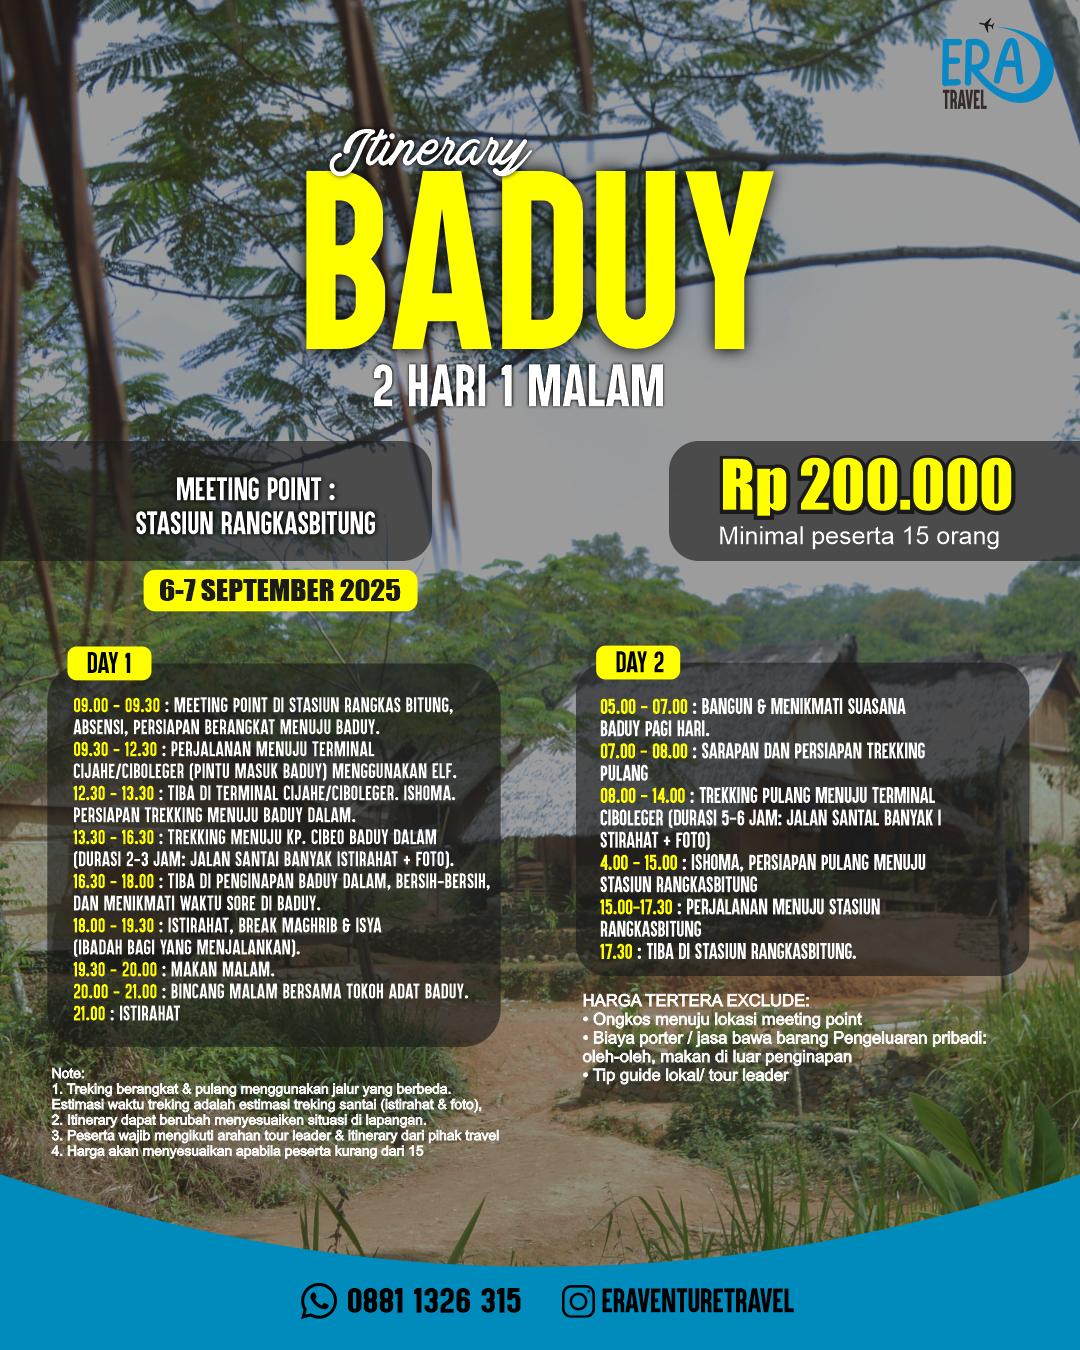 ERA
TRAVEL
Itinerary
BADUY
2 HARI 1 MALAM
MEETING POINT :
STASIUN RANGKASBITUNG
Rp 200.000
Minimal peserta 15 orang
6-7 SEPTEMBER 2025
DAY 1
09.00 - 09.30 : MEETING POINT DI STASIUN RANGKAS BITUNG,
ABSENSI, PERSIAPAN BERANGKAT MENUJU BADUY.
09.30 - 12.30 : PERJALANAN MENUJU TERMINAL
CIJAHE/CIBOLEGER (PINTU MASUK BADUY) MENGGUNAKAN ELF.
12.30 - 13.30 : TIBA DI TERMINAL CIJAHE/CIBOLEGER. ISHOMA.
PERSIAPAN TREKKING MENUJU BADUY DALAM.
13.30 - 16.30 : TREKKING MENUJU KP. CIBEO BADUY DALAM
(DURASI 2-3 JAM: JALAN SANTAI BANYAK ISTIRAHAT + FOTO).
16.30 - 18.00 : TIBA DI PENGINAPAN BADUY DALAM, BERSIH-BERSIH,
DAN MENIKMATI WAKTU SORE DI BADUY.
18.00 - 19.30 : ISTIRAHAT, BREAK MAGHRIB & ISYA
(IBADAH BAGI YANG MENJALANKAN).
19.30 - 20.00 : MAKAN MALAM.
20.00 - 21.00 : BINCANG MALAM BERSAMA TOKOH ADAT BADUY.
21.00 : ISTIRAHAT
DAY 2
05.00 - 07.00 : BANGUN & MENIKMATI SUASANA
BADUY PAGI HARI.
07.00 - 08.00 : SARAPAN DAN PERSIAPAN TREKKING
PULANG
08.00 - 14.00 : TREKKING PULANG MENUJU TERMINAL
CIBOLEGER (DURASI 5-6 JAM: JALAN SANTAL BANYAK I
STIRAHAT + FOTO)
4.00 - 15.00 : ISHOMA, PERSIAPAN PULANG MENUJU
STASIUN RANGKASBITUNG
15.00-17.30 : PERJALANAN MENUJU STASIUN
RANGKASBITUNG
17.30 : TIBA DI STASIUN RANGKASBITUNG.
HARGA TERTERA EXCLUDE:
• Ongkos menuju lokasi meeting point
• Biaya porter / jasa bawa barang Pengeluaran pribadi:
oleh-oleh, makan di luar penginapan
• Tip guide lokal/ tour leader
Note:
1. Treking berangkat & pulang menggunakan jalur yang berbeda.
Estimasi waktu treking adalah estimasi treking santai (istirahat & foto),
2. Itinerary dapat berubah menyesuaiken situasi di lapangan.
3. Peserta wajib mengikuti arahan tour leader & itinerary dari pihak travel
4. Harga akan menyesuaikan apabila peserta kurang dari 15
0881 1326 315
ERAVENTURETRAVEL